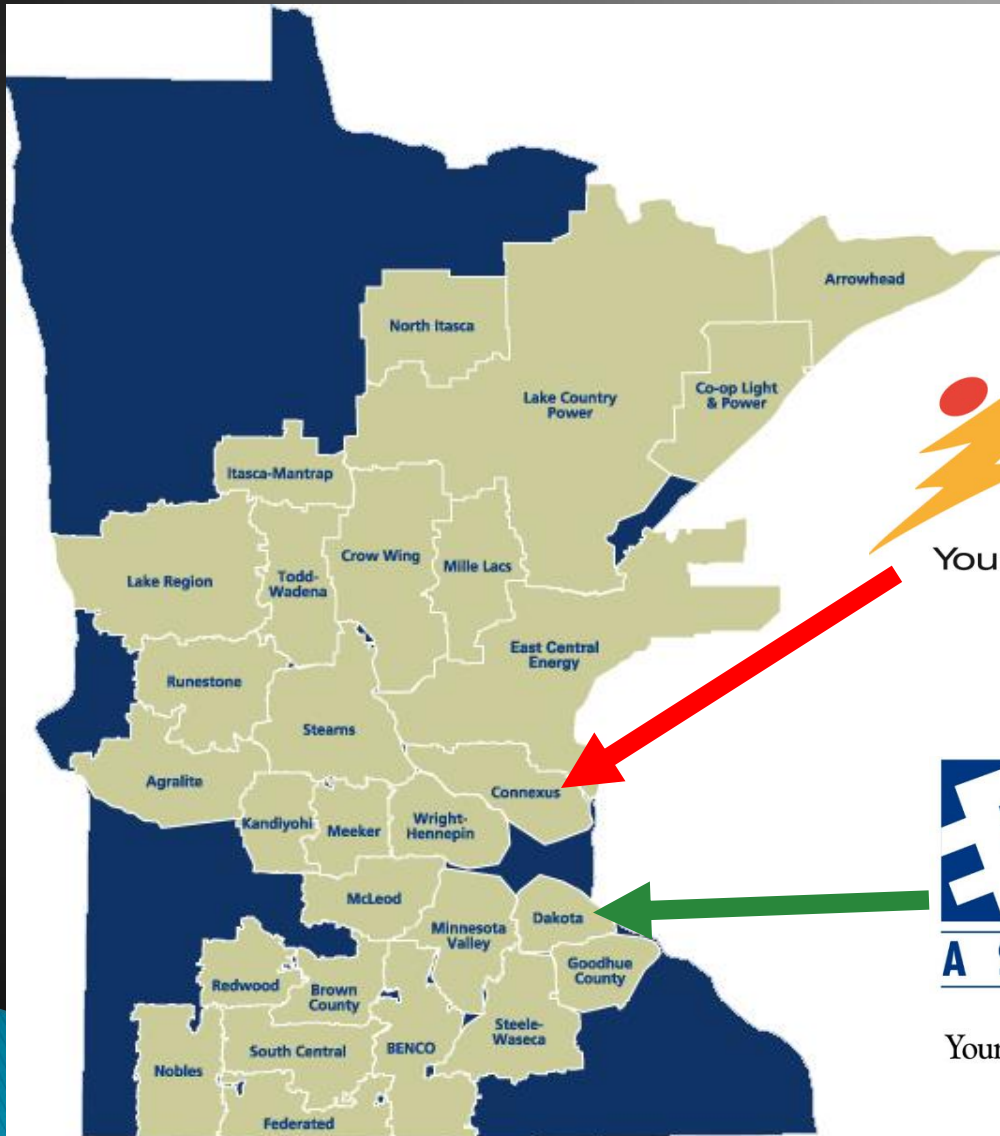 Arrowhead
North Itasca
Lake Country
Power
Co-op Light
& Power
Itasca-Mantrap
Crow Wing
Mille Lacs
Lake Region
Todd-
Wadena
You
East Central
Energy
Runestone
Stearns
Agralite
Connexus
Kandiyohi
Meeker
Wright-
Hennepin
McLeod
Dakota
Minnesota
Valley
Goodhue
County
A
Redwood
Brown
County
Steele-
Waseca
South Central
BENCO
Nobles
Your
Federated